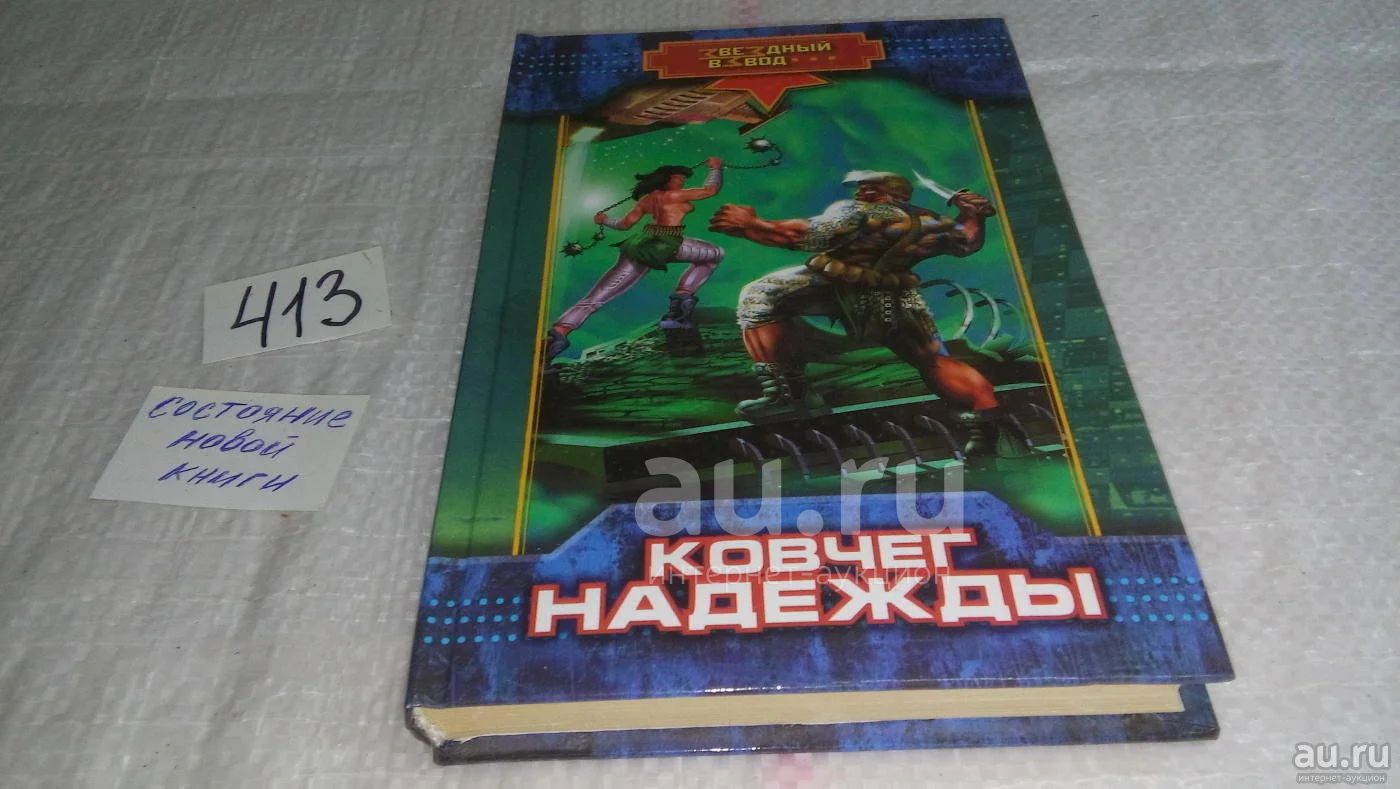 ЗВЕЗДНЫЙ
ВЗВОД
413
состояние
новой
книги
au.ru
интернет-аукцион
КОВЧЕГ
НАДЕЖДЫ
au.ru
интернет-аукцион